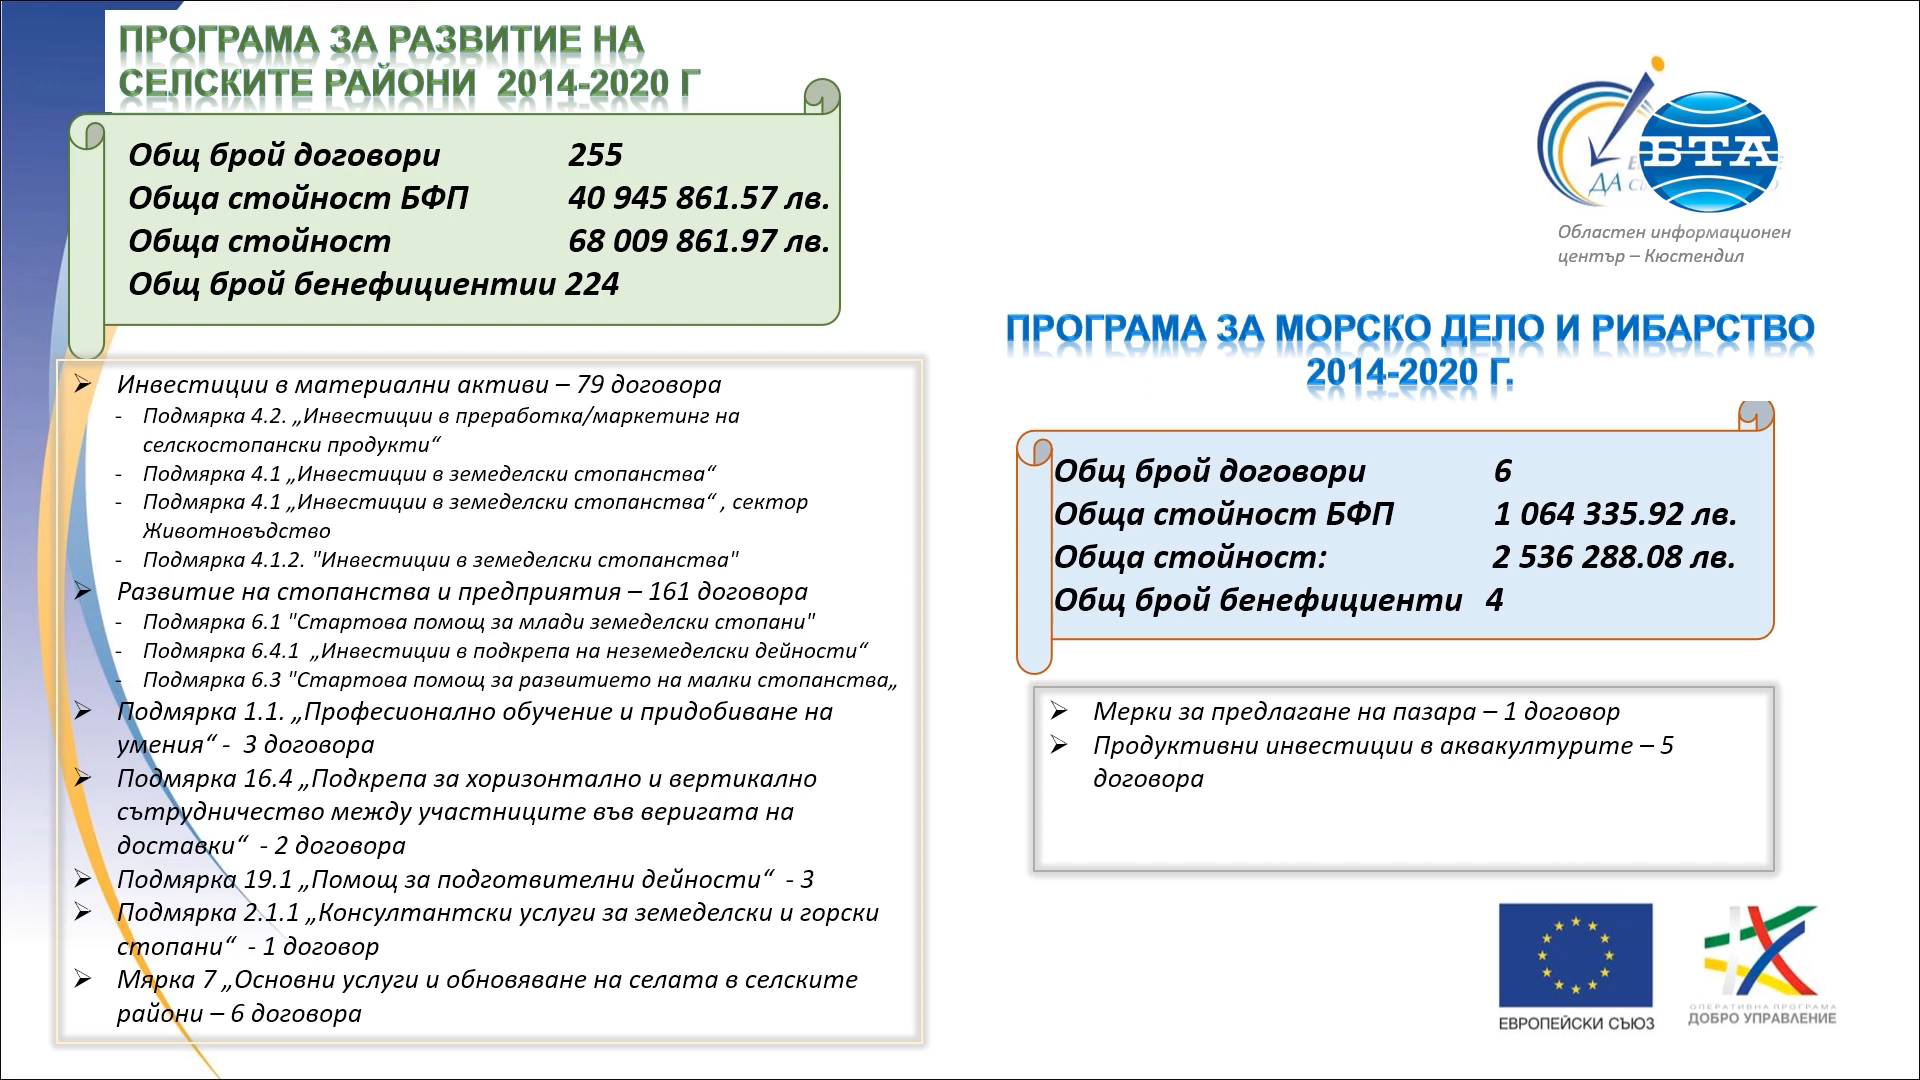 ПРОГРАМА ЗА РАЗВИТИЕ НА
СЕЛСКИТЕ РАЙОНИ 2014-2020 Г
Общ брой договори 255
Обща стойност БФП 40 945 861.57 лв.
Обща стойност 68 009 861.97 лв.
Общ брой бенефициентии 224
Инвестиции в материални активи – 79 договора
- Подмярка 4.2. „Инвестиции в преработка/маркетинг на
селскостопански продукти“
- Подмярка 4.1 „Инвестиции в земеделски стопанства“
- Подмярка 4.1 „Инвестиции в земеделски стопанства“ , сектор
Животновъдство
- Подмярка 4.1.2. "Инвестиции в земеделски стопанства"
Развитие на стопанства и предприятия – 161 договора
- Подмярка 6.1 "Стартова помощ за млади земеделски стопани"
- Подмярка 6.4.1 „Инвестиции в подкрепа на неземеделски дейности“
- Подмярка 6.3 "Стартова помощ за развитието на малки стопанства„
Подмярка 1.1. „Професионално обучение и придобиване на
умения“ - 3 договора
Подмярка 16.4 „Подкрепа за хоризонтално и вертикално
сътрудничество между участниците във веригата на
доставки“ - 2 договора
Подмярка 19.1 „Помощ за подготвителни дейности“ - 3
Подмярка 2.1.1 „Консултантски услуги за земеделски и горски
стопани“ - 1 договор
Мярка 7 „Основни услуги и обновяване на селата в селските
райони – 6 договора
БТА
ДА
Областен информационен
център – Кюстендил
ПРОГРАМА ЗА МОРСКО ДЕЛО И РИБАРСТВО
2014-2020 Г.
Общ брой договори 6
Обща стойност БФП 1 064 335.92 лв.
Обща стойност: 2 536 288.08 лв.
Общ брой бенефициенти 4
Мерки за предлагане на пазара – 1 договор
Продуктивни инвестиции в аквакултурите – 5
договора
ЕВРОПЕЙСКИ СЪЮЗ
ОПЕРАТИВНА ПРОГРАМА
ДОБРО УПРАВЛЕНИЕ